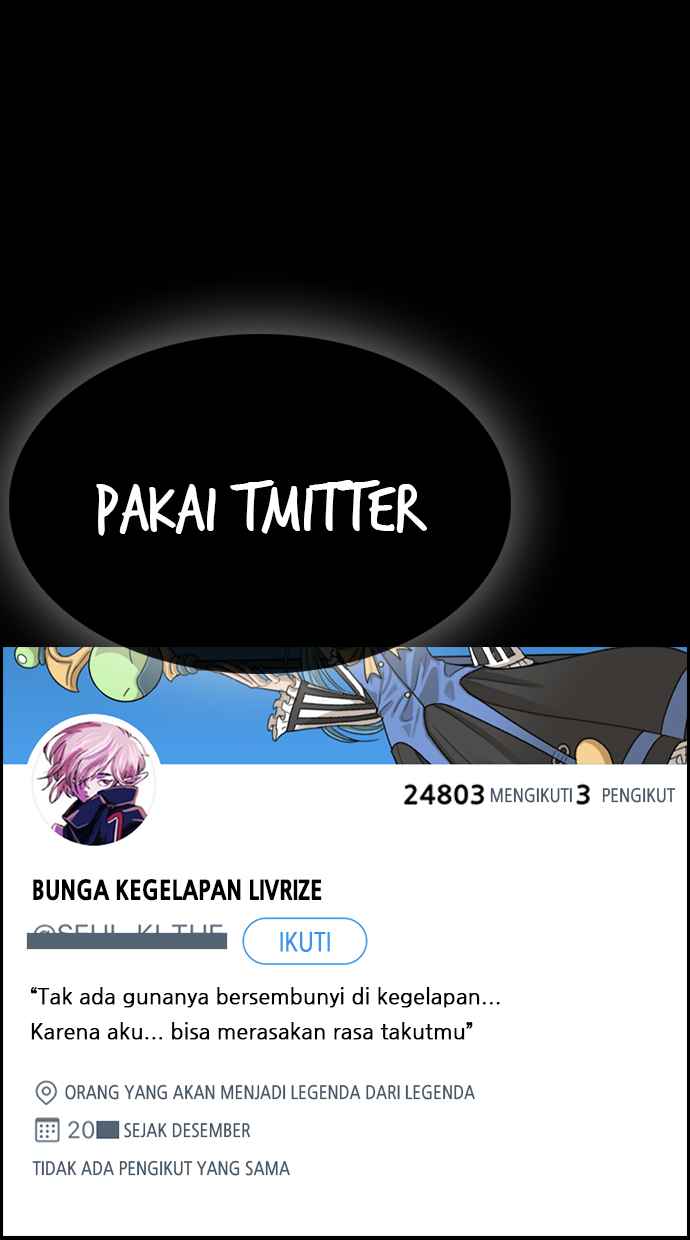 PAKAI TMITTER
24803 MENGIKUTI 3 PENGIKUT
BUNGA KEGELAPAN LIVRIZE
IKUTI
“Tak ada gunanya bersembunyi di kegelapan...
Karena aku... bisa merasakan rasa takutmu”
ORANG YANG AKAN MENJADI LEGENDA DARI LEGENDA
20 SEJAK DESEMBER
TIDAK ADA PENGIKUT YANG SAMA